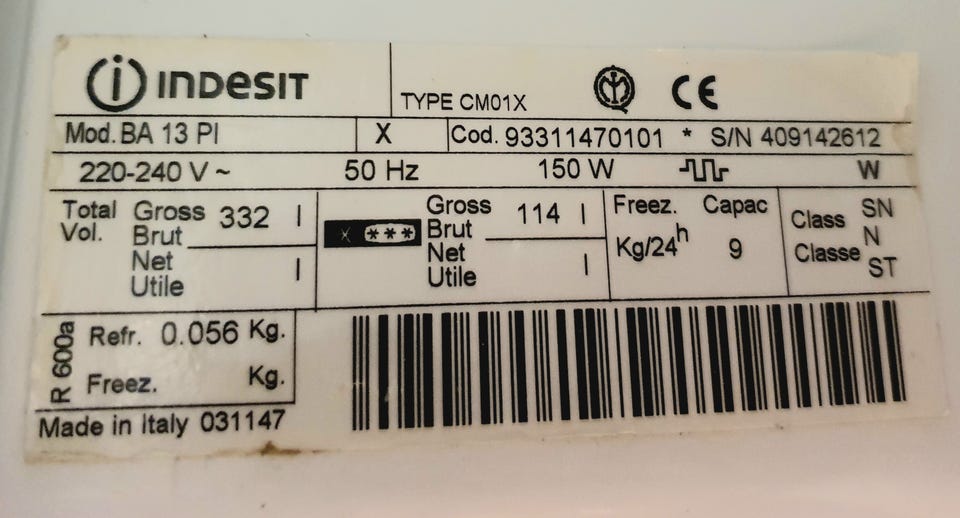 INDESIT
TYPE CM01X
CE
Mod. BA 13 PI X Cod. 93311470101 * S/N 409142612
220-240 V ~ 50 Hz 150 W W
Total Vol.
Gross Brut 332 l
Net Utile l
* ***
Gross Brut 114 l
Net Utile l
Freez. Capac
Kg/24h 9
Class Classe
SN
N
ST
R 600a
Refr. 0.056 Kg.
Freez. Kg.
Made in Italy 031147